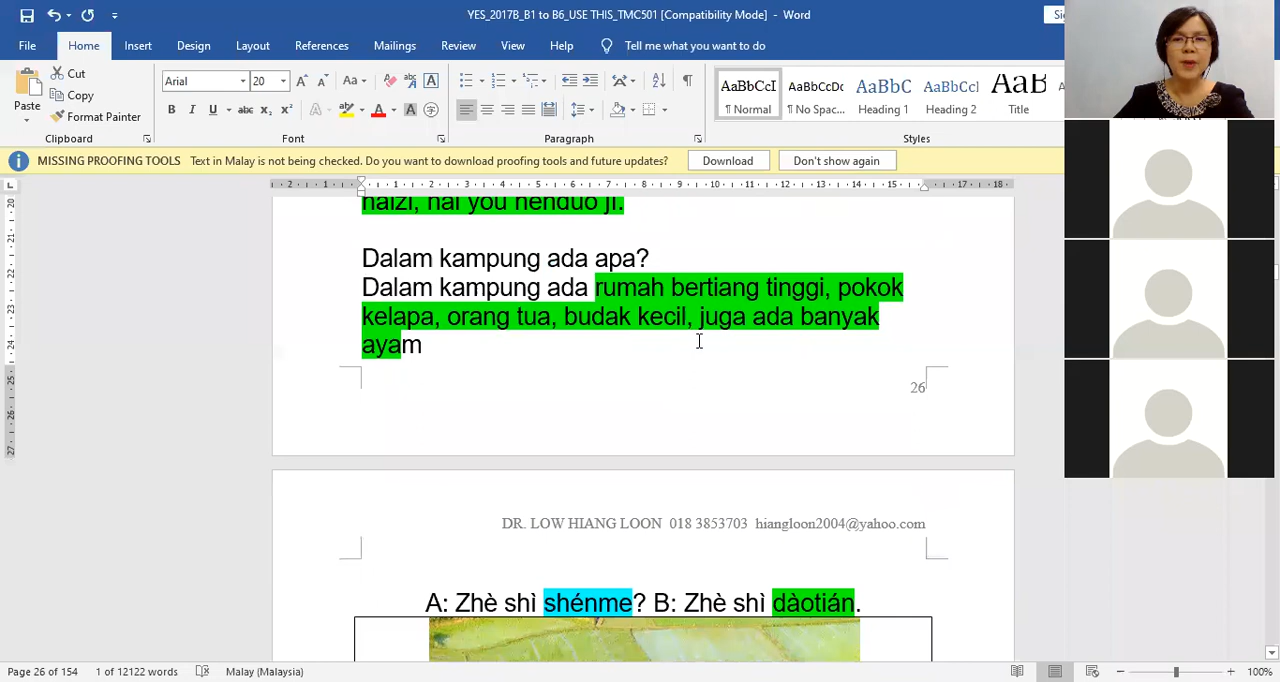 YES_2017B_B1 to B6_USE THIS_TMC501 [Compatibility Mode] - Word
File Home Insert Design Layout References Mailings Review View Help Tell me what you want to do
Paste
Cut
Copy
Format Painter
Arial 20
AaBbCcI AaBbCcDc AaBbC AaBbCcI AaB
¶ Normal ¶ No Spac... Heading 1 Heading 2 Title
Clipboard Font Paragraph Styles
MISSING PROOFING TOOLS Text in Malay is not being checked. Do you want to download proofing tools and future updates? Download Don't show again
Dalam kampung ada apa?
Dalam kampung ada rumah bertiang tinggi, pokok
kelapa, orang tua, budak kecil, juga ada banyak
ayam
26
DR. LOW HIANG LOON 018 3853703 hiangloon2004@yahoo.com
A: Zhè shì shénme? B: Zhè shì dàotián.
Page 26 of 154 1 of 12122 words Malay (Malaysia) 100%